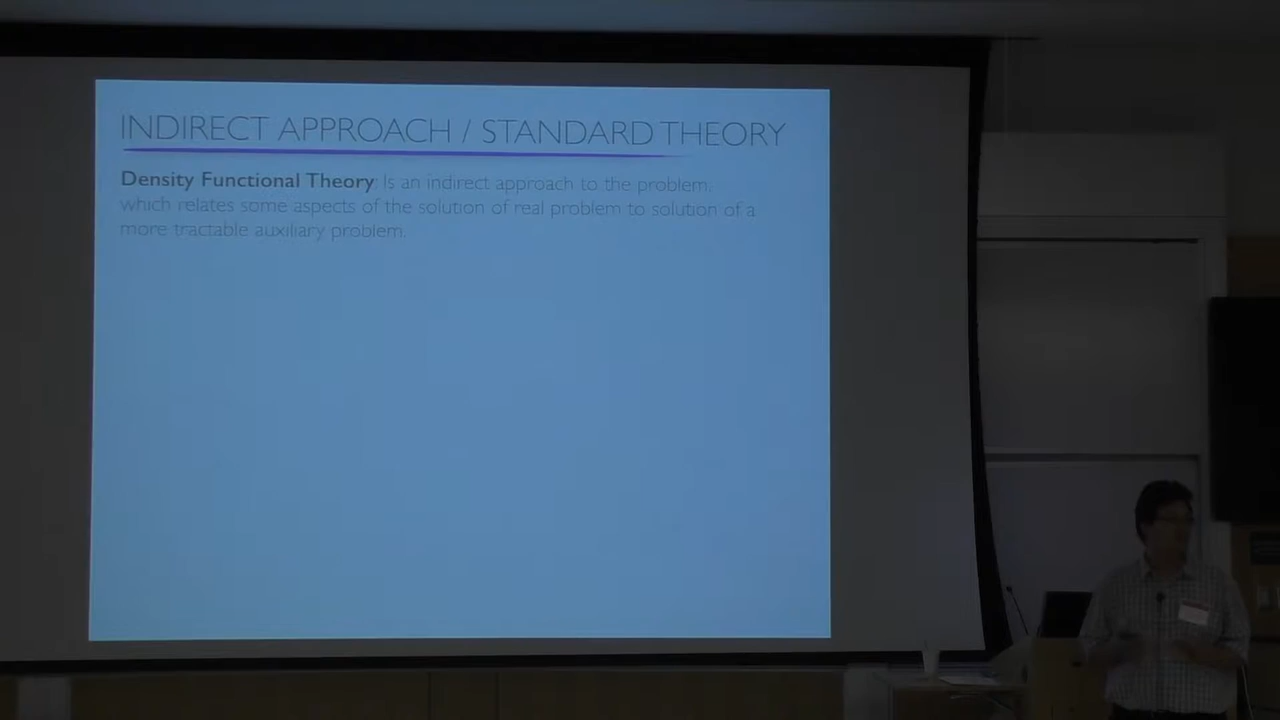 INDIRECT APPROACH / STANDARD THEORY
Density Functional Theory: Is an indirect approach to the problem,
which relates some aspects of the solution of real problem to solution of a
more tractable auxiliary problem.